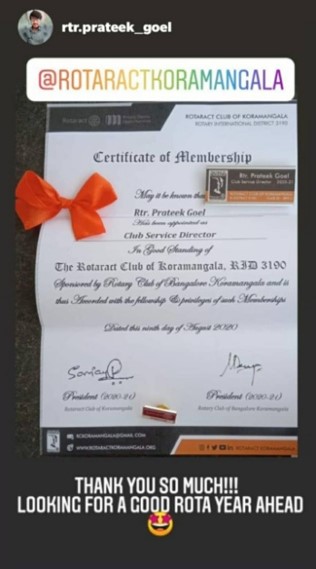 rtr.prateek_goel
@ROTARACTKORAMANGALA
Rotaract
ROTARACT CLUB OF KORAMANGALA
ROTARY INTERNATIONAL DISTRICT 3190
Certificate of Membership
Rtr. Prateek Goel
Club Service Director 2020-21
May it be known that
Rtr. Prateek Goel
Has been appointed as
Club Service Director
In Good Standing of
The Rotaract Club of Koramangala, RID 3190
Sponsored by Rotary Club of Bangalore Koramangala and is
thus Awarded with the fellowship & privileges of such Memberships
Dated this ninth day of August 2020
President (2020-21)
President (2020-21)
Rotaract Club of Koramangala
Rotary Club of Bangalore Koramangala
RCKORAMANGALA@GMAIL.COM
WWW.ROTARACTKORAMANGALA.ORG
ROTARACT KORAMANGALA
THANK YOU SO MUCH!!!
LOOKING FOR A GOOD ROTA YEAR AHEAD